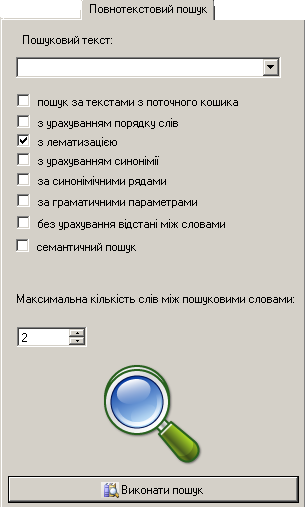 Повнотекстовий пошук
Пошуковий текст:
пошук за текстами з поточного кошика
з урахуванням порядку слів
з лематизацією
з урахуванням синонімії
за синонімічними рядами
за граматичними параметрами
без урахування відстані між словами
семантичний пошук
Максимальна кількість слів між пошуковими словами:
2
Виконати пошук